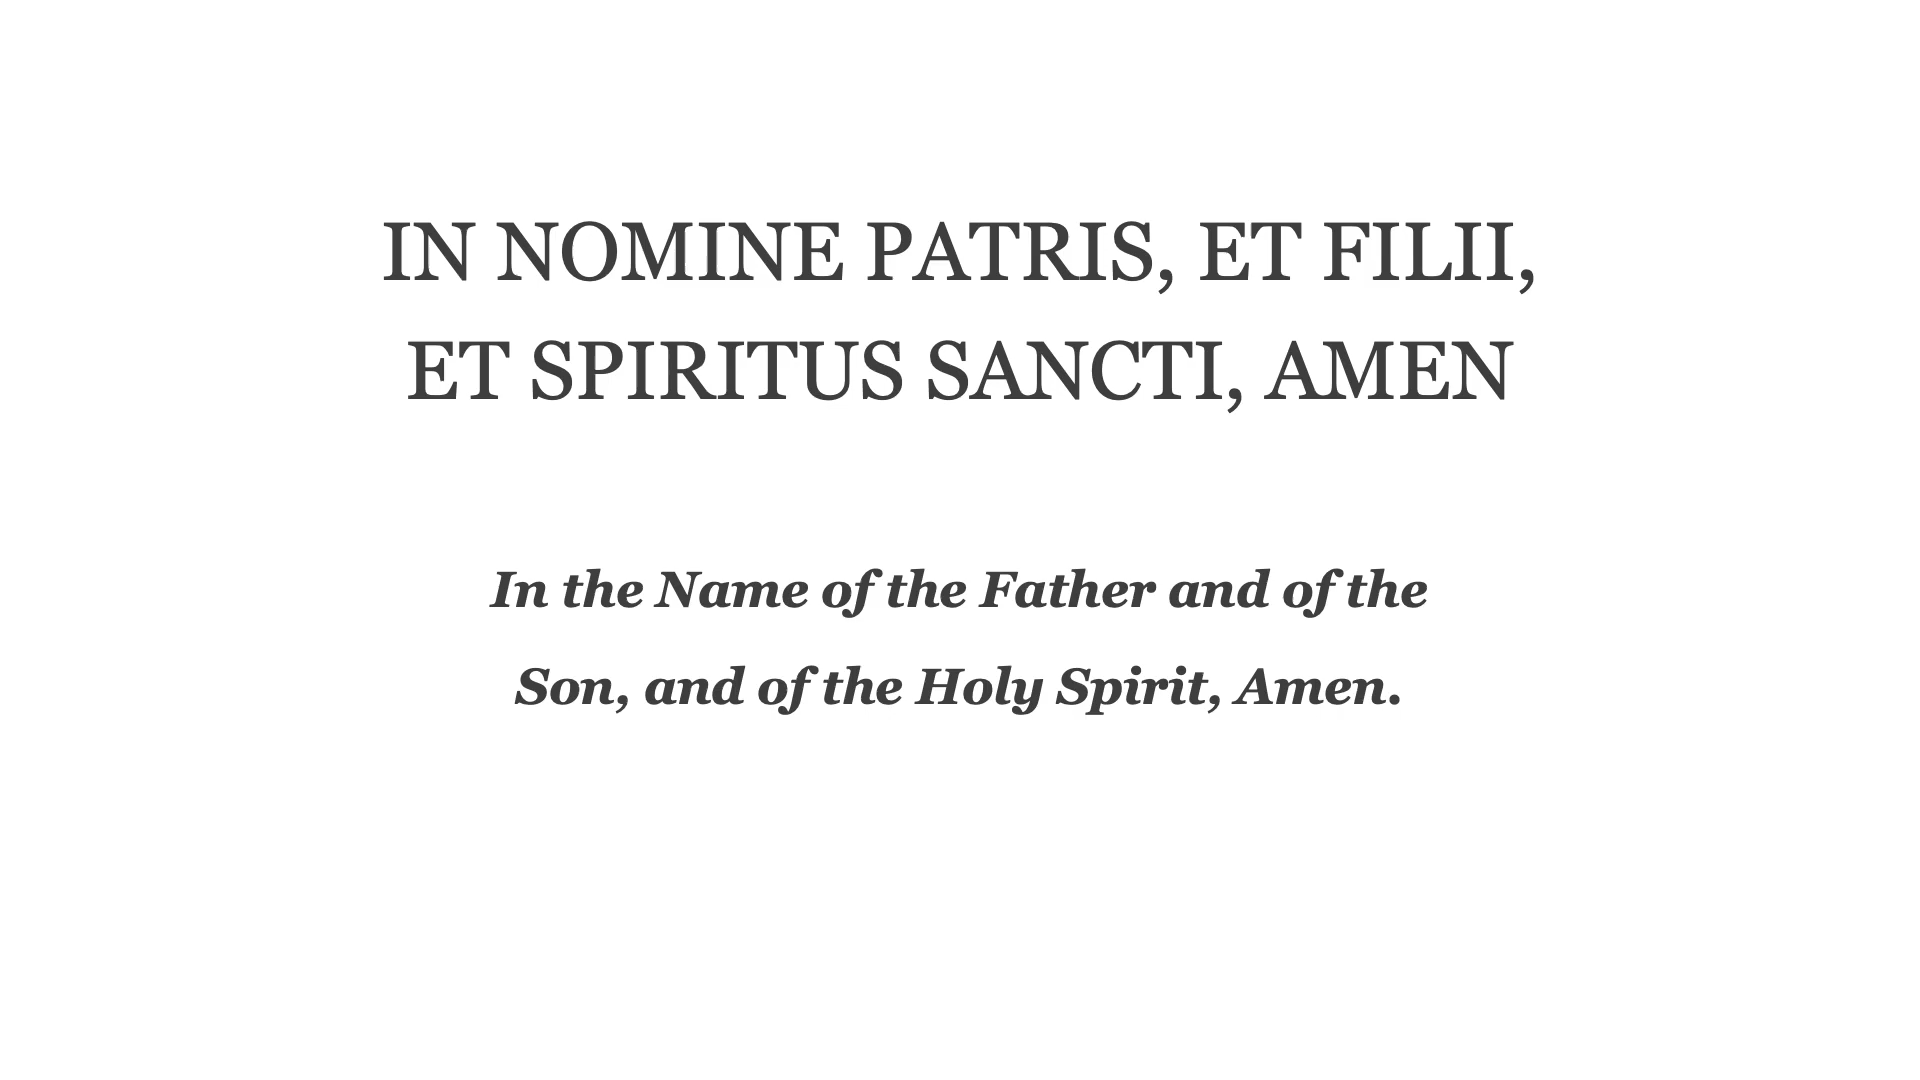 IN NOMINE PATRIS, ET FILII,
ET SPIRITUS SANCTI, AMEN
In the Name of the Father and of the
Son, and of the Holy Spirit, Amen.